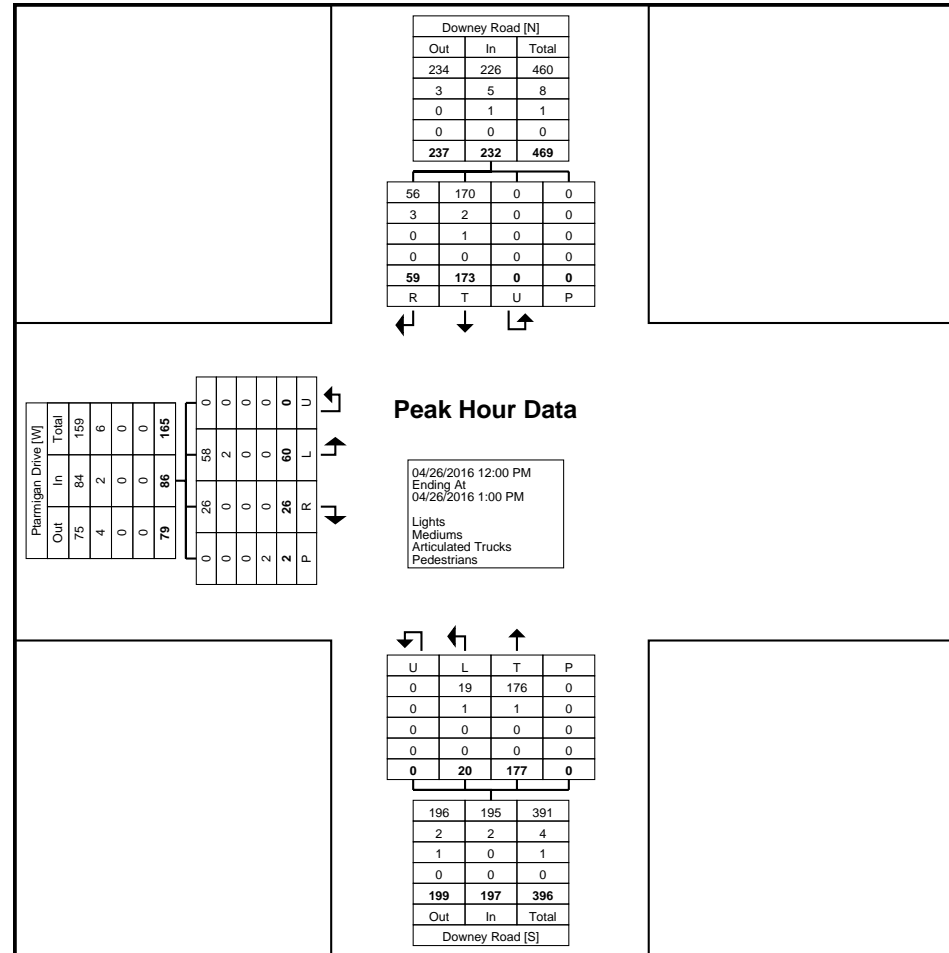 Downey Road [N]
Out In Total
234 226 460
3 5 8
0 1 1
0 0 0
237 232 469
56 170 0 0
3 2 0 0
0 1 0 0
0 0 0 0
59 173 0 0
R T U P
Ptarmigan Drive [W]
Out In Total
75 84 159
4 2 6
0 0 0
0 0 0
79 86 165
0 26 58 0
0 0 2 0
0 0 0 0
2 0 0 0
2 26 60 0
P R L U
Peak Hour Data
04/26/2016 12:00 PM
Ending At
04/26/2016 1:00 PM
Lights
Mediums
Articulated Trucks
Pedestrians
U L T P
0 19 176 0
0 1 1 0
0 0 0 0
0 0 0 0
0 20 177 0
196 195 391
2 2 4
1 0 1
0 0 0
199 197 396
Out In Total
Downey Road [S]